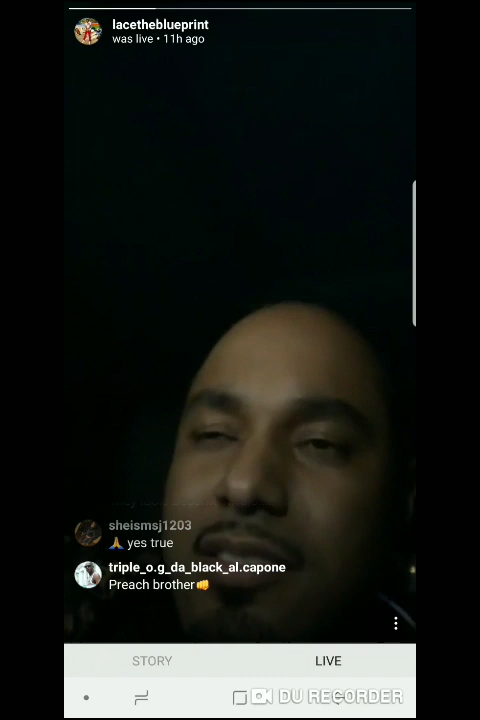 lacetheblueprint
was live • 11h ago
sheismsj1203
🙏 yes true
triple_o.g_da_black_al.capone
Preach brother👊
STORY
LIVE
DU RECORDER